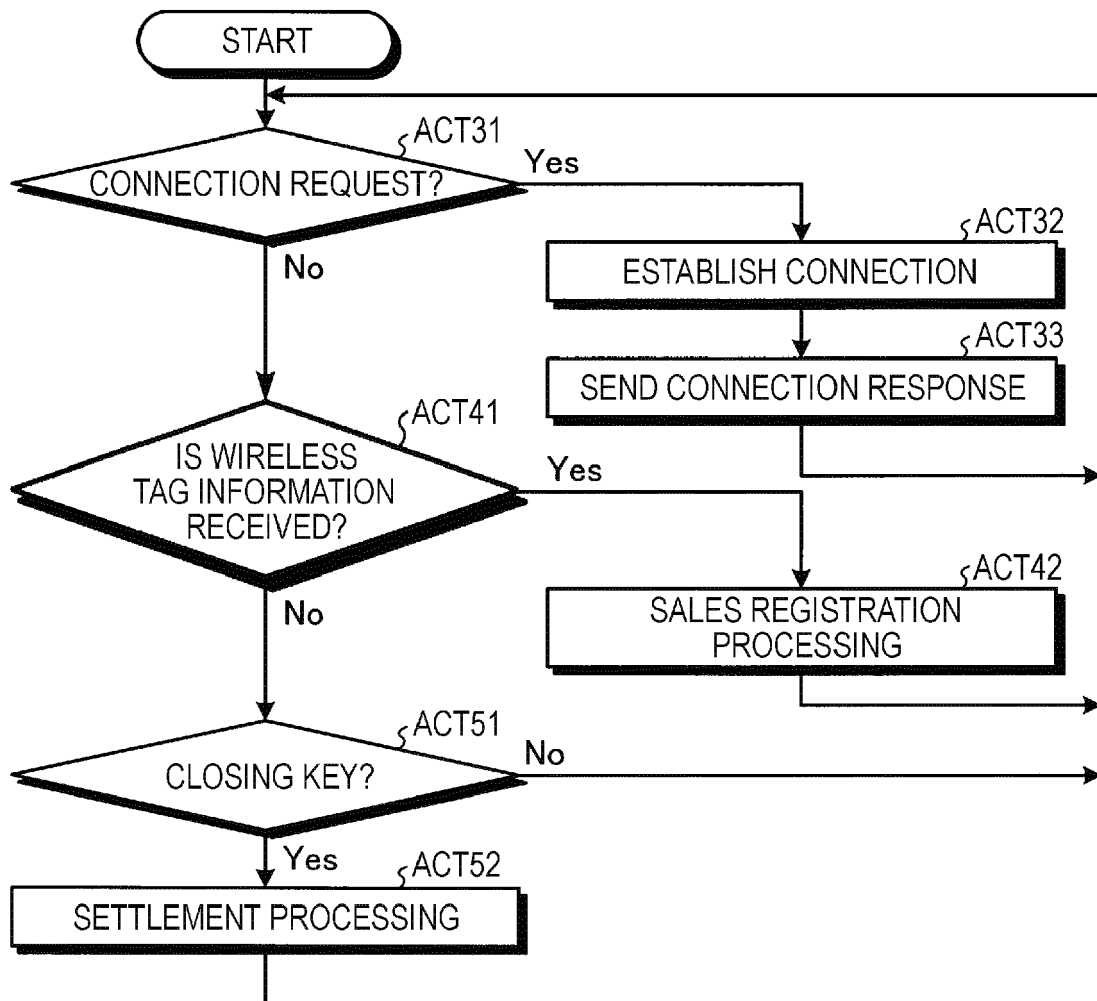 START
ACT31
CONNECTION REQUEST?
Yes
No
ACT32
ESTABLISH CONNECTION
ACT33
SEND CONNECTION RESPONSE
ACT41
IS WIRELESS
TAG INFORMATION
RECEIVED?
Yes
No
ACT42
SALES REGISTRATION
PROCESSING
ACT51
CLOSING KEY?
No
Yes
ACT52
SETTLEMENT PROCESSING